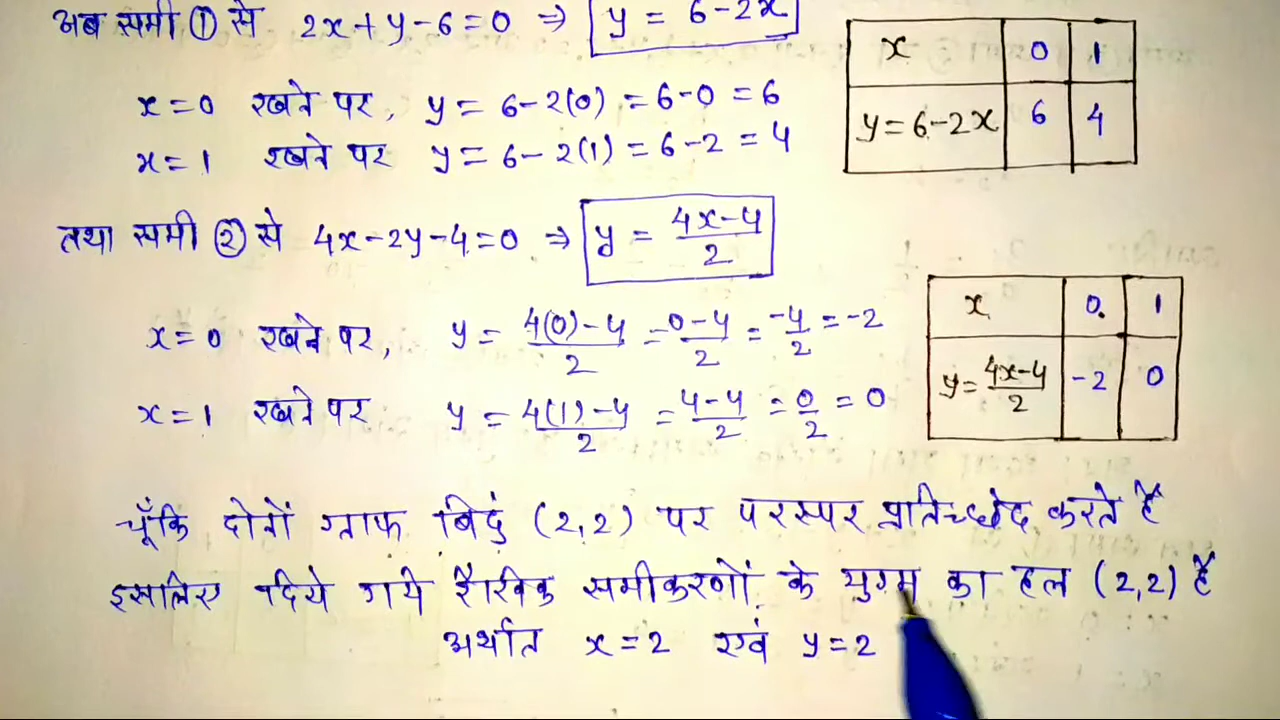 अब समी ① से 2x+y-6=0 ⇒ y = 6-2x
x 0 1
y=6-2x 6 4
x=0 रखने पर, y = 6-2(0) = 6-0 = 6
x=1 रखने पर y = 6-2(1) = 6-2 = 4
तथा समी ② से 4x-2y-4=0 ⇒ y = 4x-4/2
x 0. 1
y=4x-4/2 -2 0
x=0 रखने पर, y = 4(0)-4/2 = 0-4/2 = -4/2 = -2
x=1 रखने पर y = 4(1)-4/2 = 4-4/2 = 0/2 = 0
चूँकि दोनों ग्राफ बिंदु (2,2) पर परस्पर प्रतिच्छेद करते हैं
इसलिए दिये गये रैखिक समीकरणों के युग्म का हल (2,2) हैं
अर्थात x=2 एवं y=2